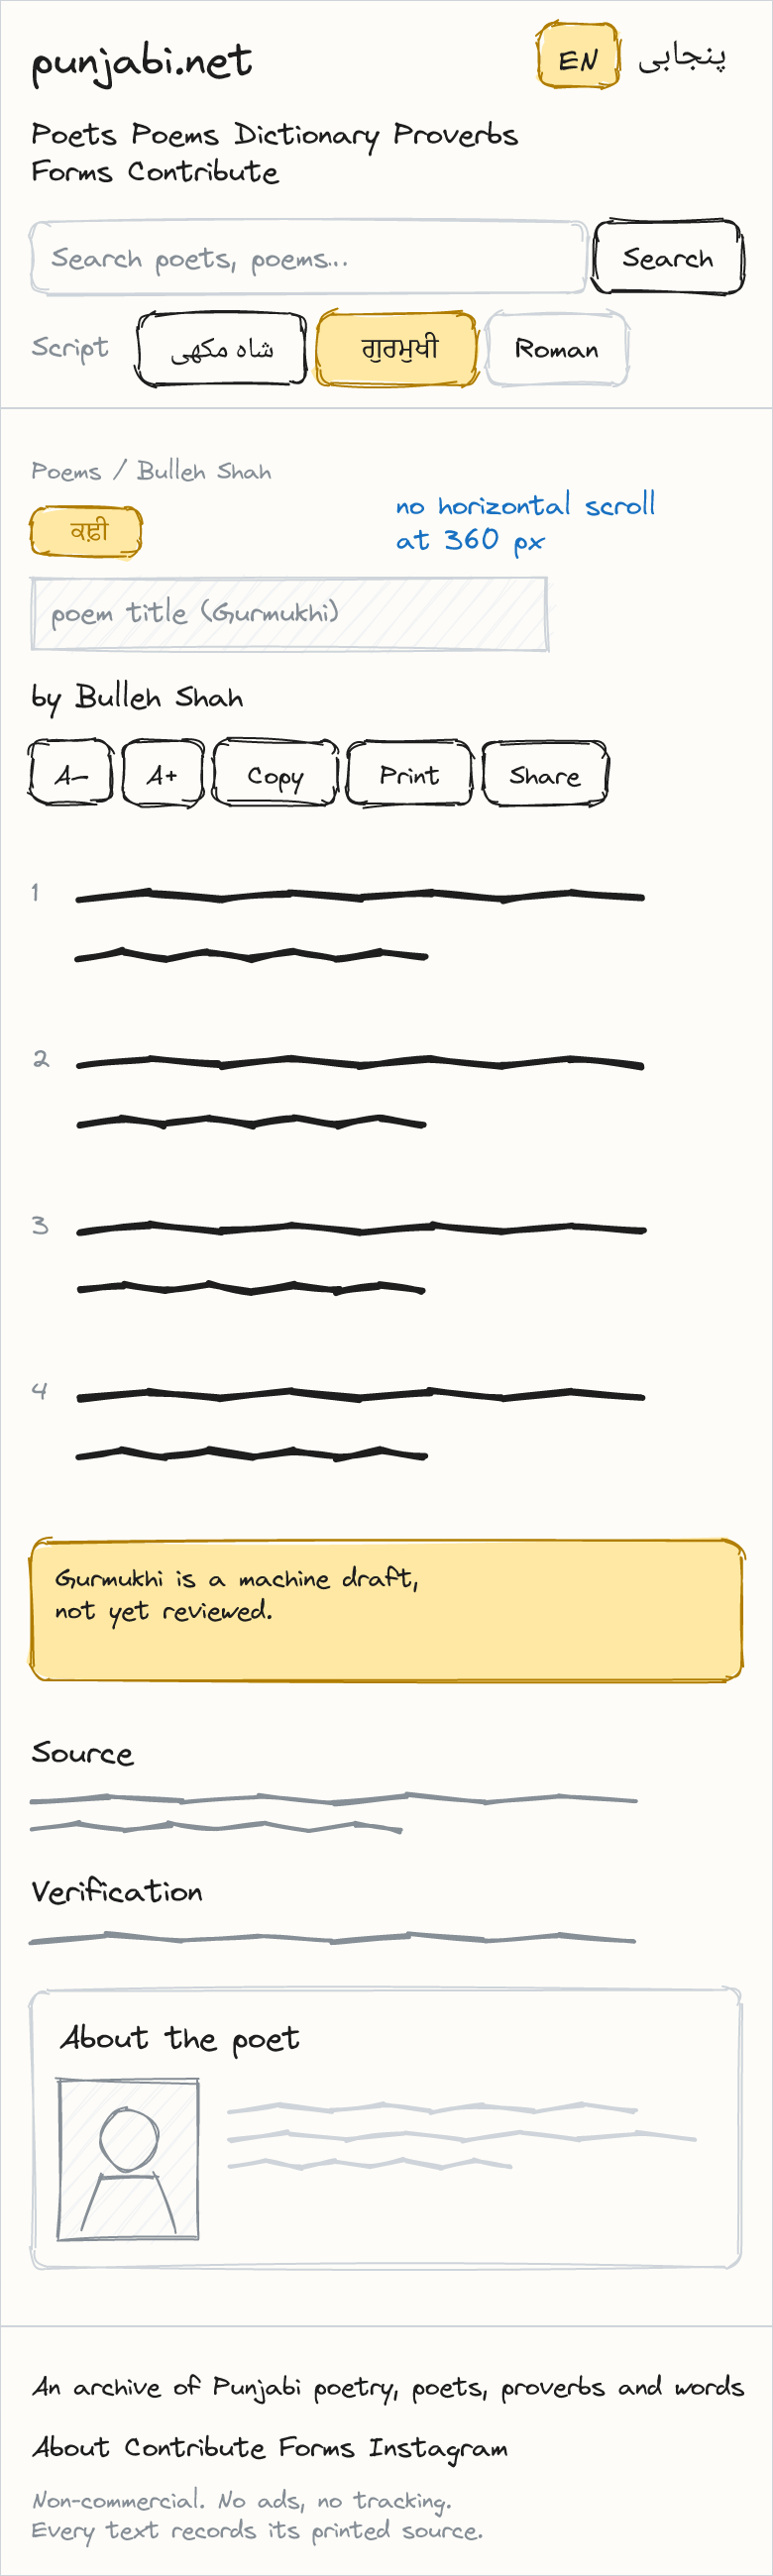 punjabi.net
EN پنجابی
Poets Poems Dictionary Proverbs
Forms Contribute
Search poets, poems... Search
Script شاہ مکھی ਗੁਰਮੁਖੀ Roman
Poems / Bulleh Shah
no horizontal scroll
at 360 px
ਕਾਫ਼ੀ
poem title (Gurmukhi)
by Bulleh Shah
A- A+ Copy Print Share
1
2
3
4
Gurmukhi is a machine draft,
not yet reviewed.
Source
Verification
About the poet
An archive of Punjabi poetry, poets, proverbs and words
About Contribute Forms Instagram
Non-commercial. No ads, no tracking.
Every text records its printed source.